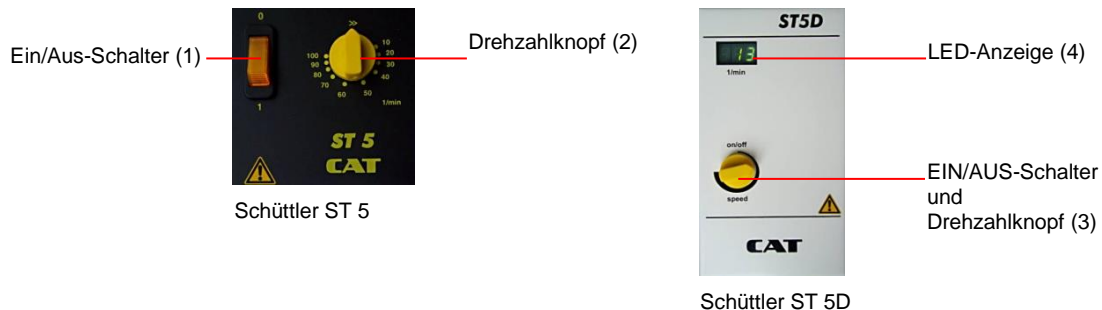 Ein/Aus-Schalter (1)
0
1
Drehzahlknopf (2)
≫
10
20
30
40
50
60
70
80
90
100
1/min
ST 5
CAT
Schüttler ST 5
ST5D
13
1/min
LED-Anzeige (4)
on/off
speed
EIN/AUS-Schalter
und
Drehzahlknopf (3)
CAT
Schüttler ST 5D